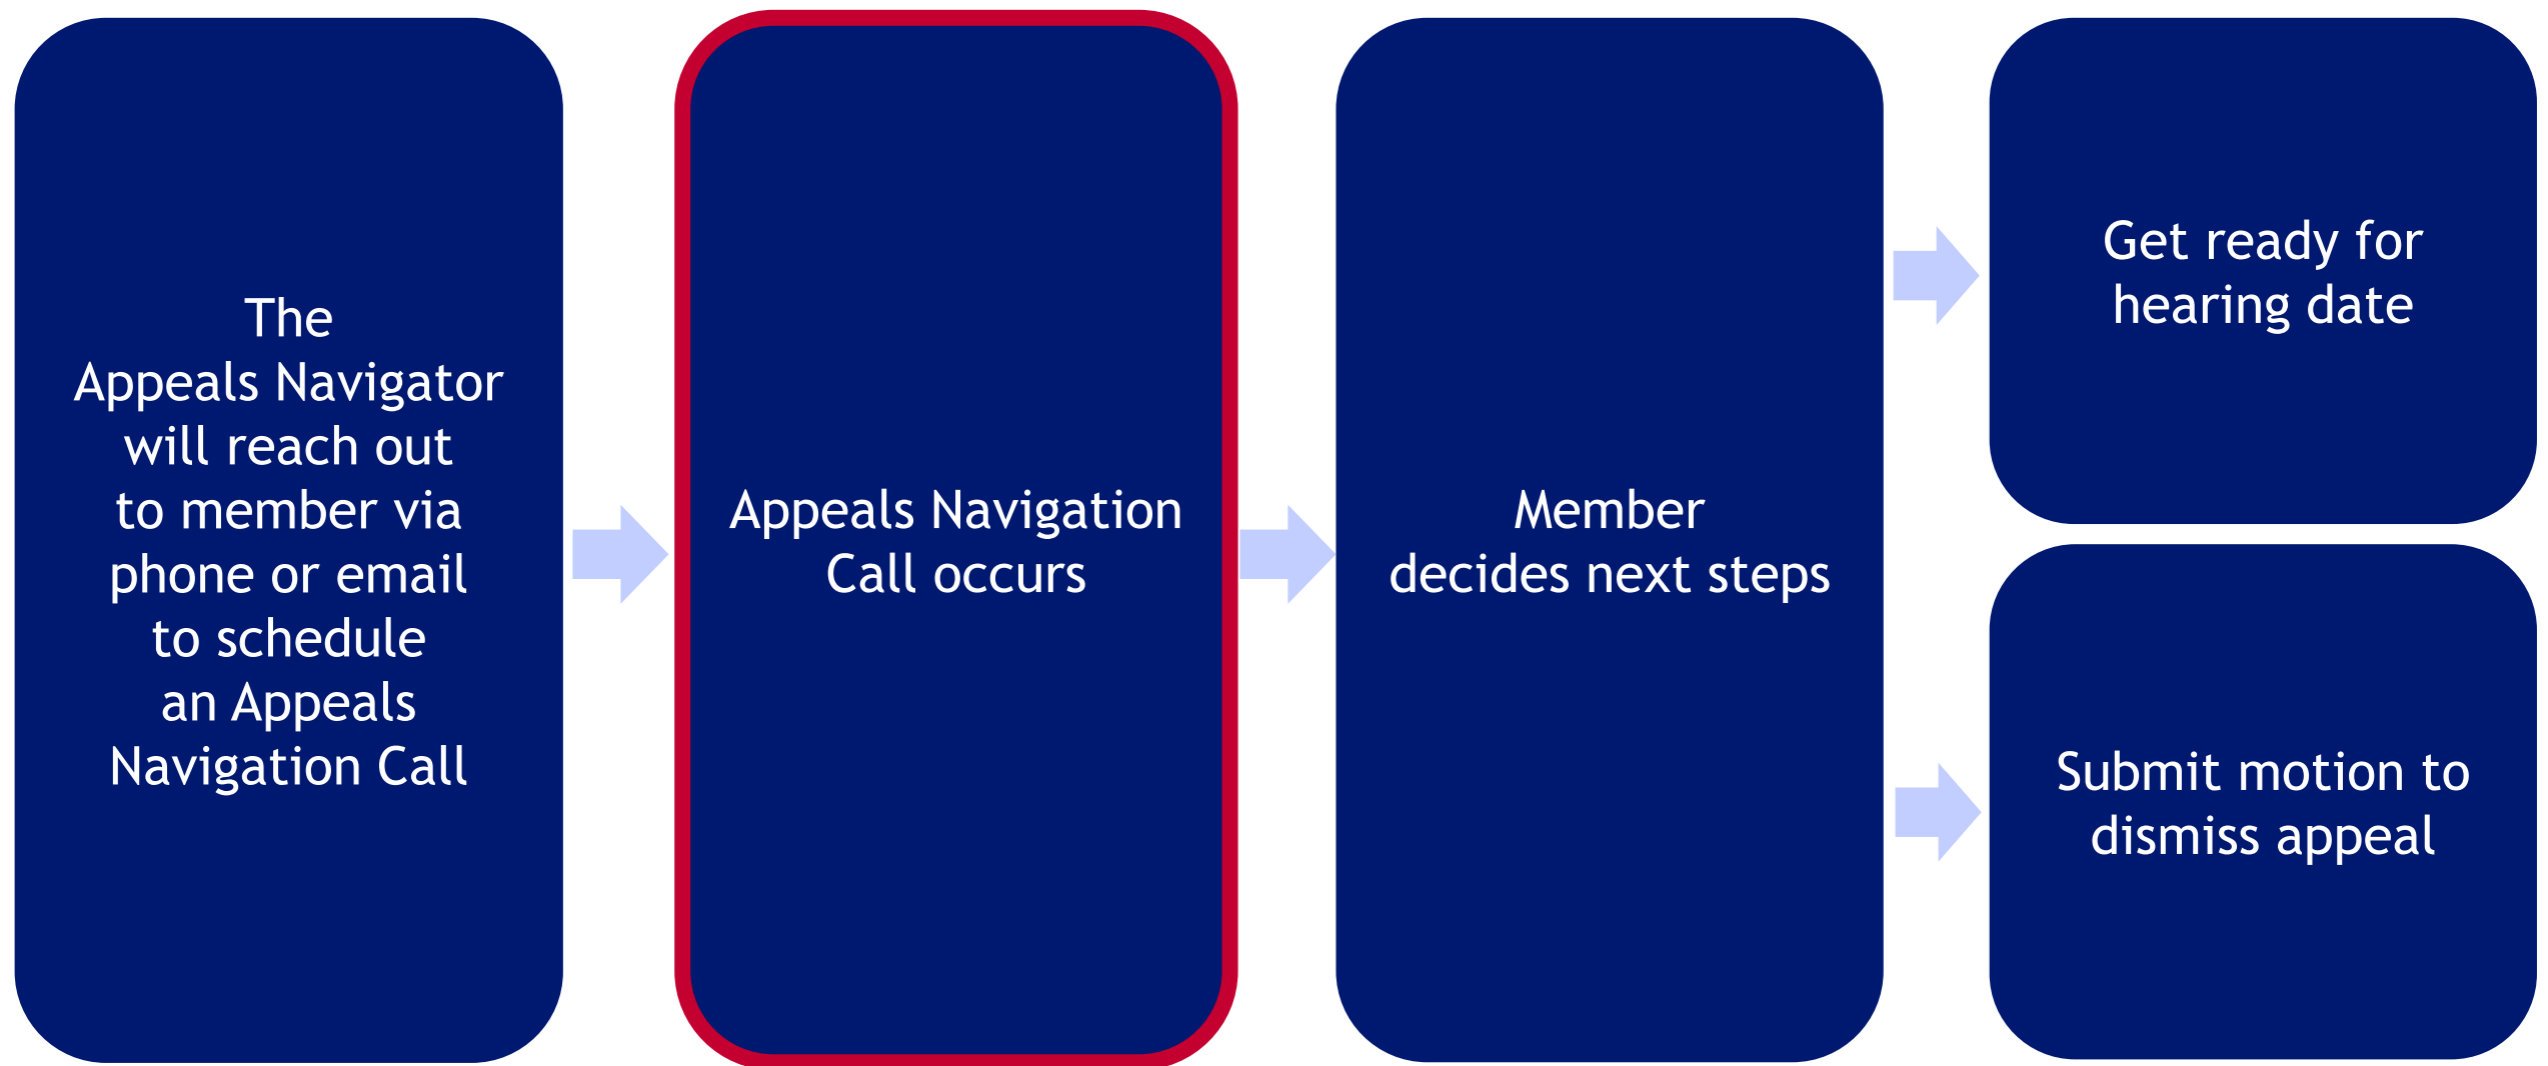 The
Appeals Navigator
will reach out
to member via
phone or email
to schedule
an Appeals
Navigation Call
Appeals Navigation
Call occurs
Member
decides next steps
Get ready for
hearing date
Submit motion to
dismiss appeal